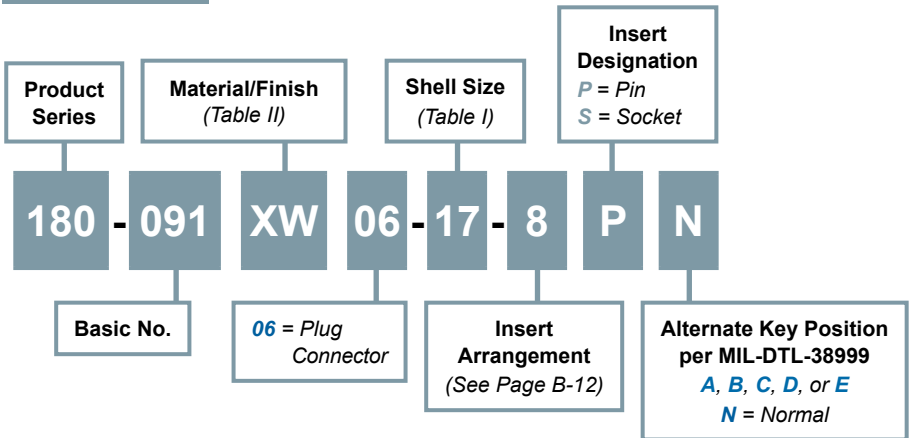 Product
Series
Material/Finish
(Table II)
Shell Size
(Table I)
Insert
Designation
P = Pin
S = Socket
180 - 091 XW 06 - 17 - 8 P N
Basic No.
06 = Plug
Connector
Insert
Arrangement
(See Page B-12)
Alternate Key Position
per MIL-DTL-38999
A, B, C, D, or E
N = Normal